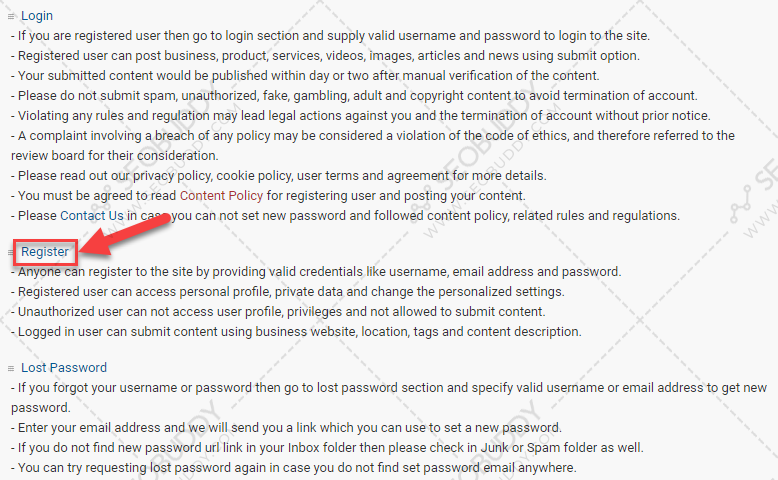 Login
- If you are registered user then go to login section and supply valid username and password to login to the site.
- Registered user can post business, product, services, videos, images, articles and news using submit option.
- Your submitted content would be published within day or two after manual verification of the content.
- Please do not submit spam, unauthorized, fake, gambling, adult and copyright content to avoid termination of account.
- Violating any rules and regulation may lead legal actions against you and the termination of account without prior notice.
- A complaint involving a breach of any policy may be considered a violation of the code of ethics, and therefore referred to the
review board for their consideration.
- Please read out our privacy policy, cookie policy, user terms and agreement for more details.
- You must be agreed to read Content Policy for registering user and posting your content.
- Please Contact Us in case you can not set new password and followed content policy, related rules and regulations.
Register
- Anyone can register to the site by providing valid credentials like username, email address and password.
- Registered user can access personal profile, private data and change the personalized settings.
- Unauthorized user can not access user profile, privileges and not allowed to submit content.
- Logged in user can submit content using business website, location, tags and content description.
Lost Password
- If you forgot your username or password then go to lost password section and specify valid username or email address to get new
password.
- Enter your email address and we will send you a link which you can use to set a new password.
- If you do not find new password url link in your Inbox folder then please check in Junk or Spam folder as well.
- You can try requesting lost password again in case you do not find set password email anywhere.
SEOBUDDY
WWW.SEOBUDDY.COM